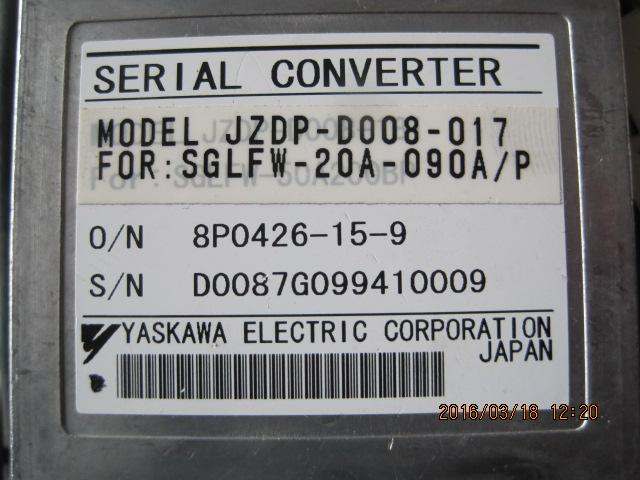 SERIAL CONVERTER
MODEL JZDP-D008-017
FOR:SGLFW-20A-090A/P
O/N 8P0426-15-9
S/N D0087G099410009
YASKAWA ELECTRIC CORPORATION
JAPAN
2016/03/18 12:20